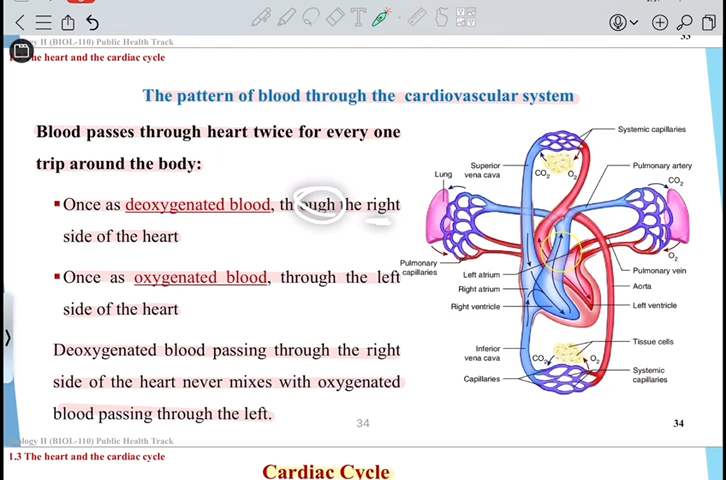 33
ogy II (BIOL-110) Public Health Track
The heart and the cardiac cycle
The pattern of blood through the cardiovascular system
Blood passes through heart twice for every one
trip around the body:
▪ Once as deoxygenated blood, through the right
side of the heart
▪ Once as oxygenated blood, through the left
side of the heart
Deoxygenated blood passing through the right
side of the heart never mixes with oxygenated
blood passing through the left.
Systemic capillaries
Superior
vena cava
CO2
O2
Pulmonary artery
CO2
Lung
Pulmonary
capillaries
O2
Left atrium
Pulmonary vein
Right atrium
Aorta
Right ventricle
Left ventricle
Tissue cells
Inferior
vena cava
CO2
O2
Capillaries
Systemic
capillaries
34
34
ology II (BIOL-110) Public Health Track
1.3 The heart and the cardiac cycle
Cardiac Cycle